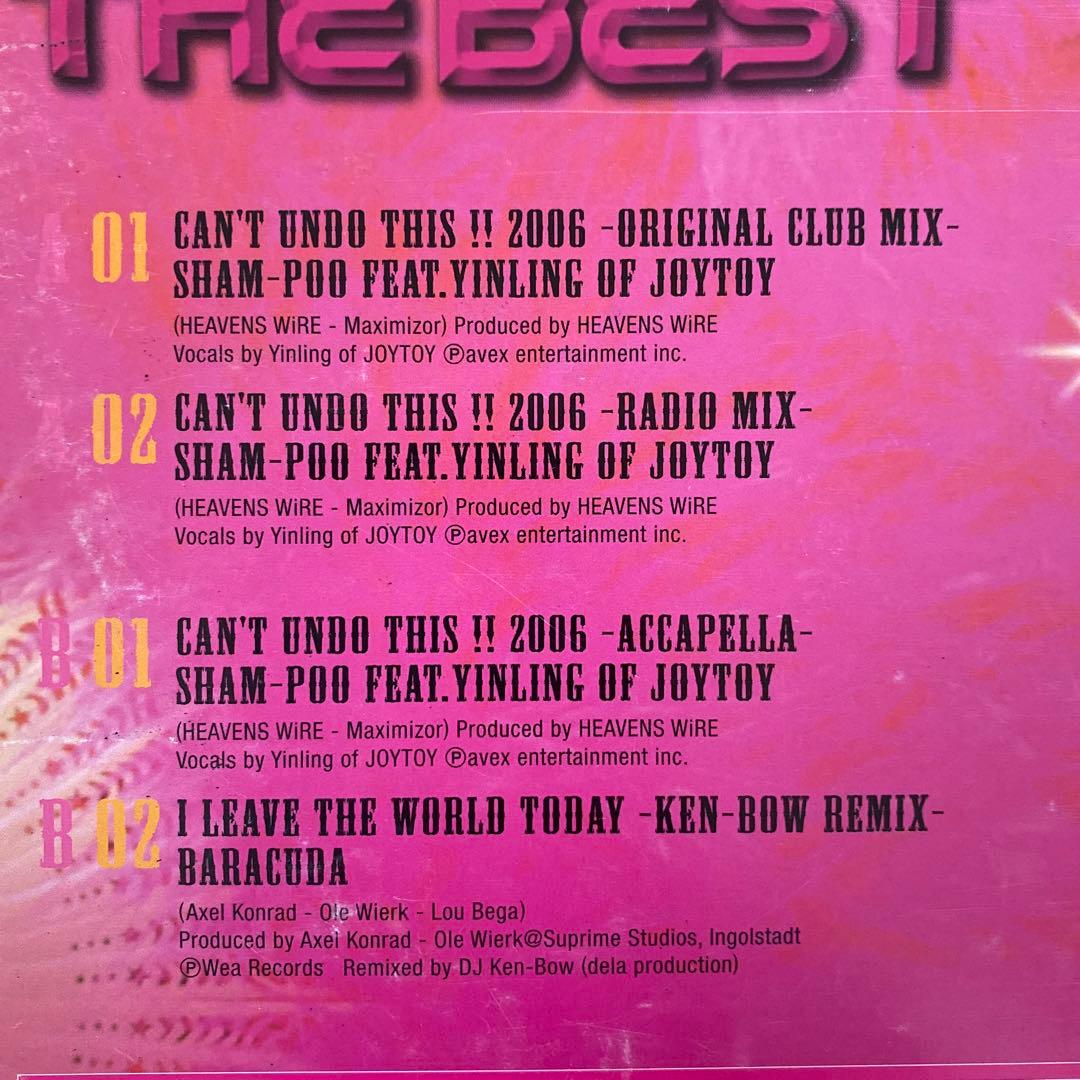 THE BEST
A 01 CAN'T UNDO THIS !! 2006 -ORIGINAL CLUB MIX-
SHAM-POO FEAT.YINLING OF JOYTOY
(HEAVENS WiRE - Maximizor) Produced by HEAVENS WiRE
Vocals by Yinling of JOYTOY Ⓟavex entertainment inc.
A 02 CAN'T UNDO THIS !! 2006 -RADIO MIX-
SHAM-POO FEAT.YINLING OF JOYTOY
(HEAVENS WiRE - Maximizor) Produced by HEAVENS WiRE
Vocals by Yinling of JOYTOY Ⓟavex entertainment inc.
B 01 CAN'T UNDO THIS !! 2006 -ACCAPELLA-
SHAM-POO FEAT.YINLING OF JOYTOY
(HEAVENS WiRE - Maximizor) Produced by HEAVENS WiRE
Vocals by Yinling of JOYTOY Ⓟavex entertainment inc.
B 02 I LEAVE THE WORLD TODAY -KEN-BOW REMIX-
BARACUDA
(Axel Konrad - Ole Wierk - Lou Bega)
Produced by Axel Konrad - Ole Wierk@Suprime Studios, Ingolstadt
ⓅWea Records Remixed by DJ Ken-Bow (dela production)